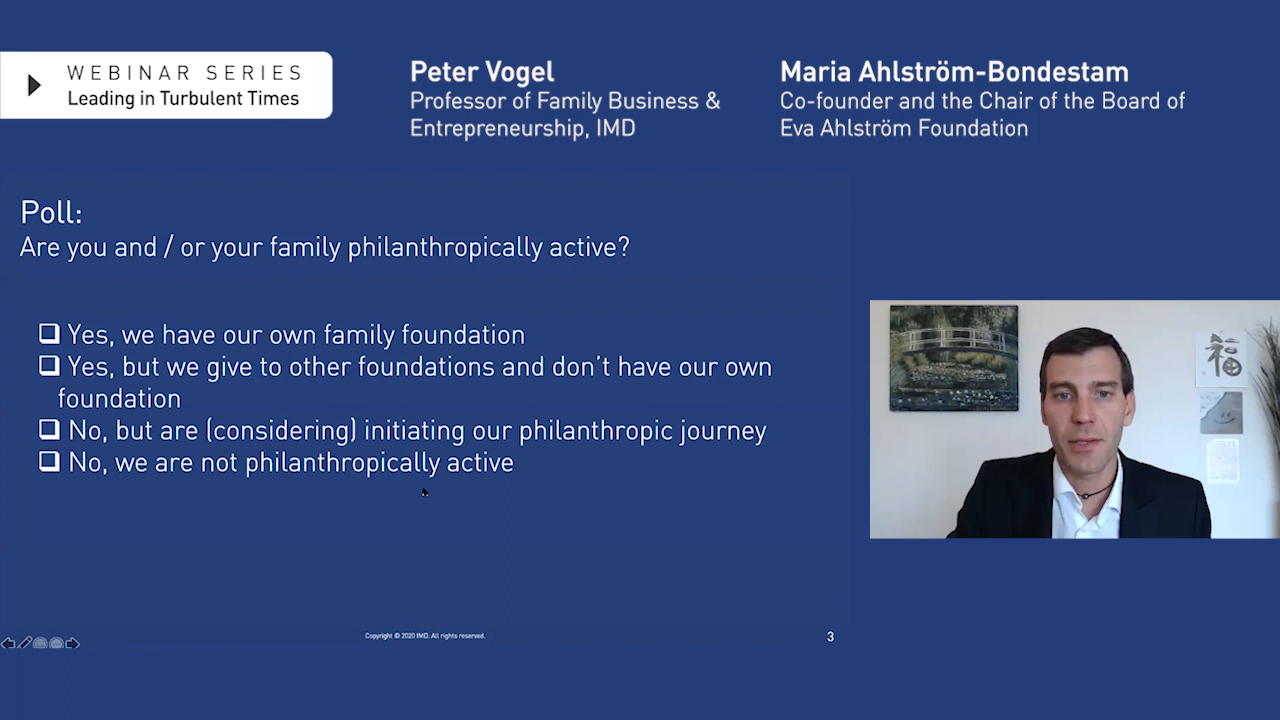 WEBINAR SERIES
Leading in Turbulent Times
Peter Vogel
Professor of Family Business &
Entrepreneurship, IMD
Maria Ahlström-Bondestam
Co-founder and the Chair of the Board of
Eva Ahlström Foundation
Poll:
Are you and / or your family philanthropically active?
❑ Yes, we have our own family foundation
❑ Yes, but we give to other foundations and don't have our own
foundation
❑ No, but are (considering) initiating our philanthropic journey
❑ No, we are not philanthropically active
福
Copyright © 2020 IMD. All rights reserved.
3